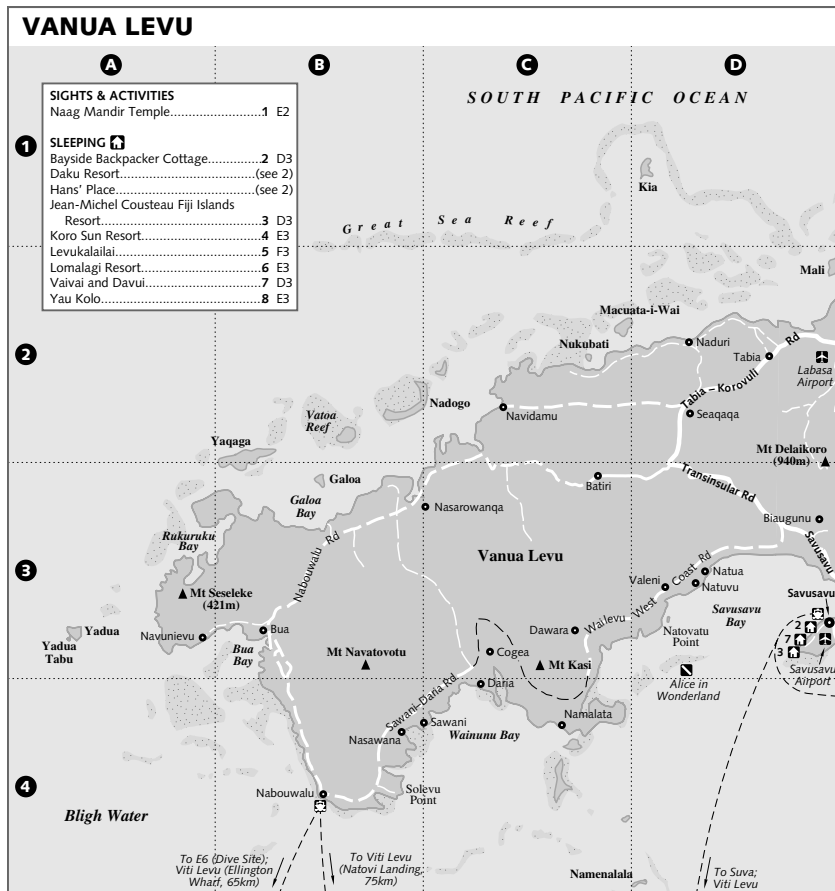 VANUA LEVU
A
B
C
D
SIGHTS & ACTIVITIES
Naag Mandir Temple....................1 E2
SLEEPING
Bayside Backpacker Cottage............2 D3
Daku Resort.........................(see 2)
Hans' Place.........................(see 2)
Jean-Michel Cousteau Fiji Islands
Resort...............................3 D3
Koro Sun Resort......................4 E3
Levukalailai.........................5 F3
Lomalagi Resort......................6 E3
Vaivai and Davui.....................7 D3
Yau Kolo.............................8 E3
SOUTH PACIFIC OCEAN
1
Kia
Great Sea Reef
Mali
Macuata-i-Wai
Nukubati
Naduri
2
Tabia
Rd
Labasa
Airport
Tabia – Korovuli
Nadogo
Navidamu
Seaqaqa
Vatoa
Reef
Yaqaga
Mt Delaikoro
(940m)
Galoa
Batiri
Transinsular Rd
Galoa
Bay
Nasarowanqa
Biaugunu
Rukuruku
Bay
Nabouwalu Rd
Vanua Levu
Savusavu
3
Natua
Valeni
Natuvu
Wailevu West Coast Rd
Mt Seseleke
(421m)
Savusavu
Savusavu
Bay
Yadua
Yadua
Tabu
Navunievu
Bua
Dawara
Natovatu
Point
2
7
3
Bua
Bay
Mt Navatovotu
Cogea
Mt Kasi
Savusavu
Airport
Daria
Alice in
Wonderland
Sawani–Daria Rd
Sawani
Nasawana
Wainunu Bay
Namalata
4
Nabouwalu
Solevu
Point
Bligh Water
To E6 (Dive Site);
Viti Levu (Ellington
Wharf, 65km)
To Viti Levu
(Natovi Landing,
75km)
Namenalala
To Suva;
Viti Levu